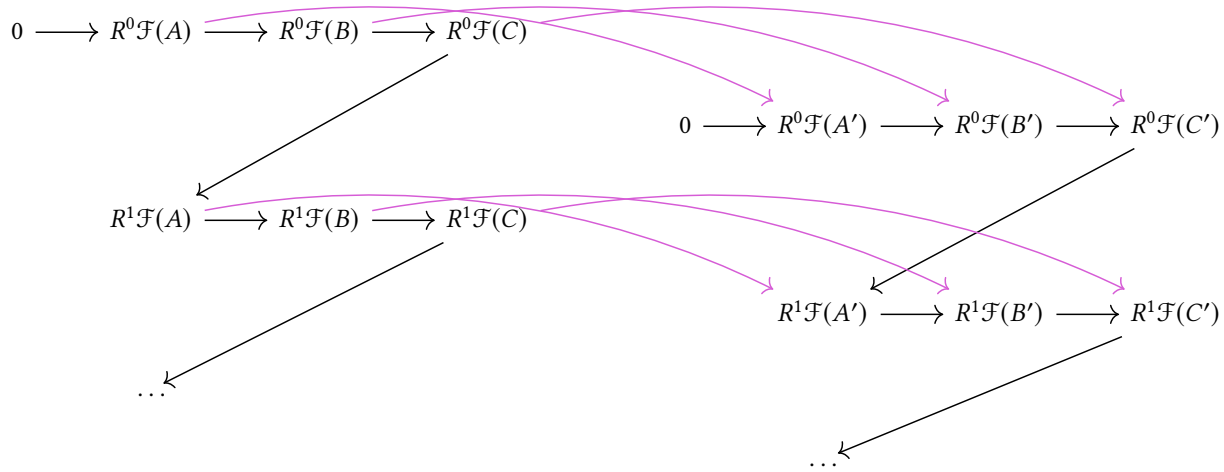 0 R⁰ℱ(A) R⁰ℱ(B) R⁰ℱ(C)
0 R⁰ℱ(A′) R⁰ℱ(B′) R⁰ℱ(C′)
R¹ℱ(A) R¹ℱ(B) R¹ℱ(C)
R¹ℱ(A′) R¹ℱ(B′) R¹ℱ(C′)
…
…